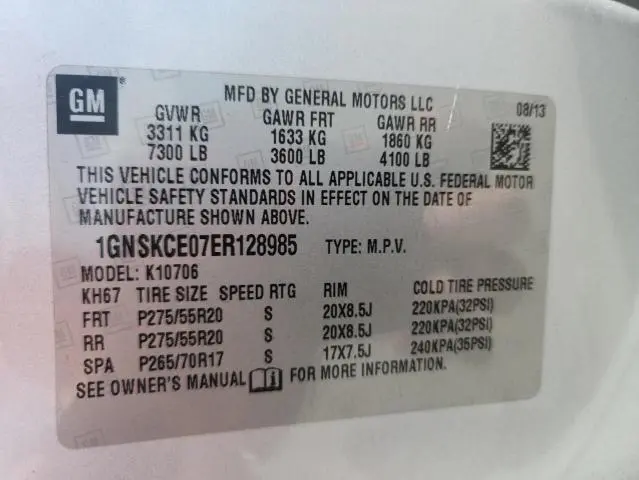 GM
MFD BY GENERAL MOTORS LLC 08/13
GVWR GAWR FRT GAWR RR
3311 KG 1633 KG 1860 KG
7300 LB 3600 LB 4100 LB
THIS VEHICLE CONFORMS TO ALL APPLICABLE U.S. FEDERAL MOTOR
VEHICLE SAFETY STANDARDS IN EFFECT ON THE DATE OF
MANUFACTURE SHOWN ABOVE.
1GNSKCE07ER128985 TYPE: M.P.V.
MODEL: K10706
KH67 TIRE SIZE SPEED RTG RIM COLD TIRE PRESSURE
FRT P275/55R20 S 20X8.5J 220KPA(32PSI)
RR P275/55R20 S 20X8.5J 220KPA(32PSI)
SPA P265/70R17 S 17X7.5J 240KPA(35PSI)
SEE OWNER'S MANUAL FOR MORE INFORMATION.